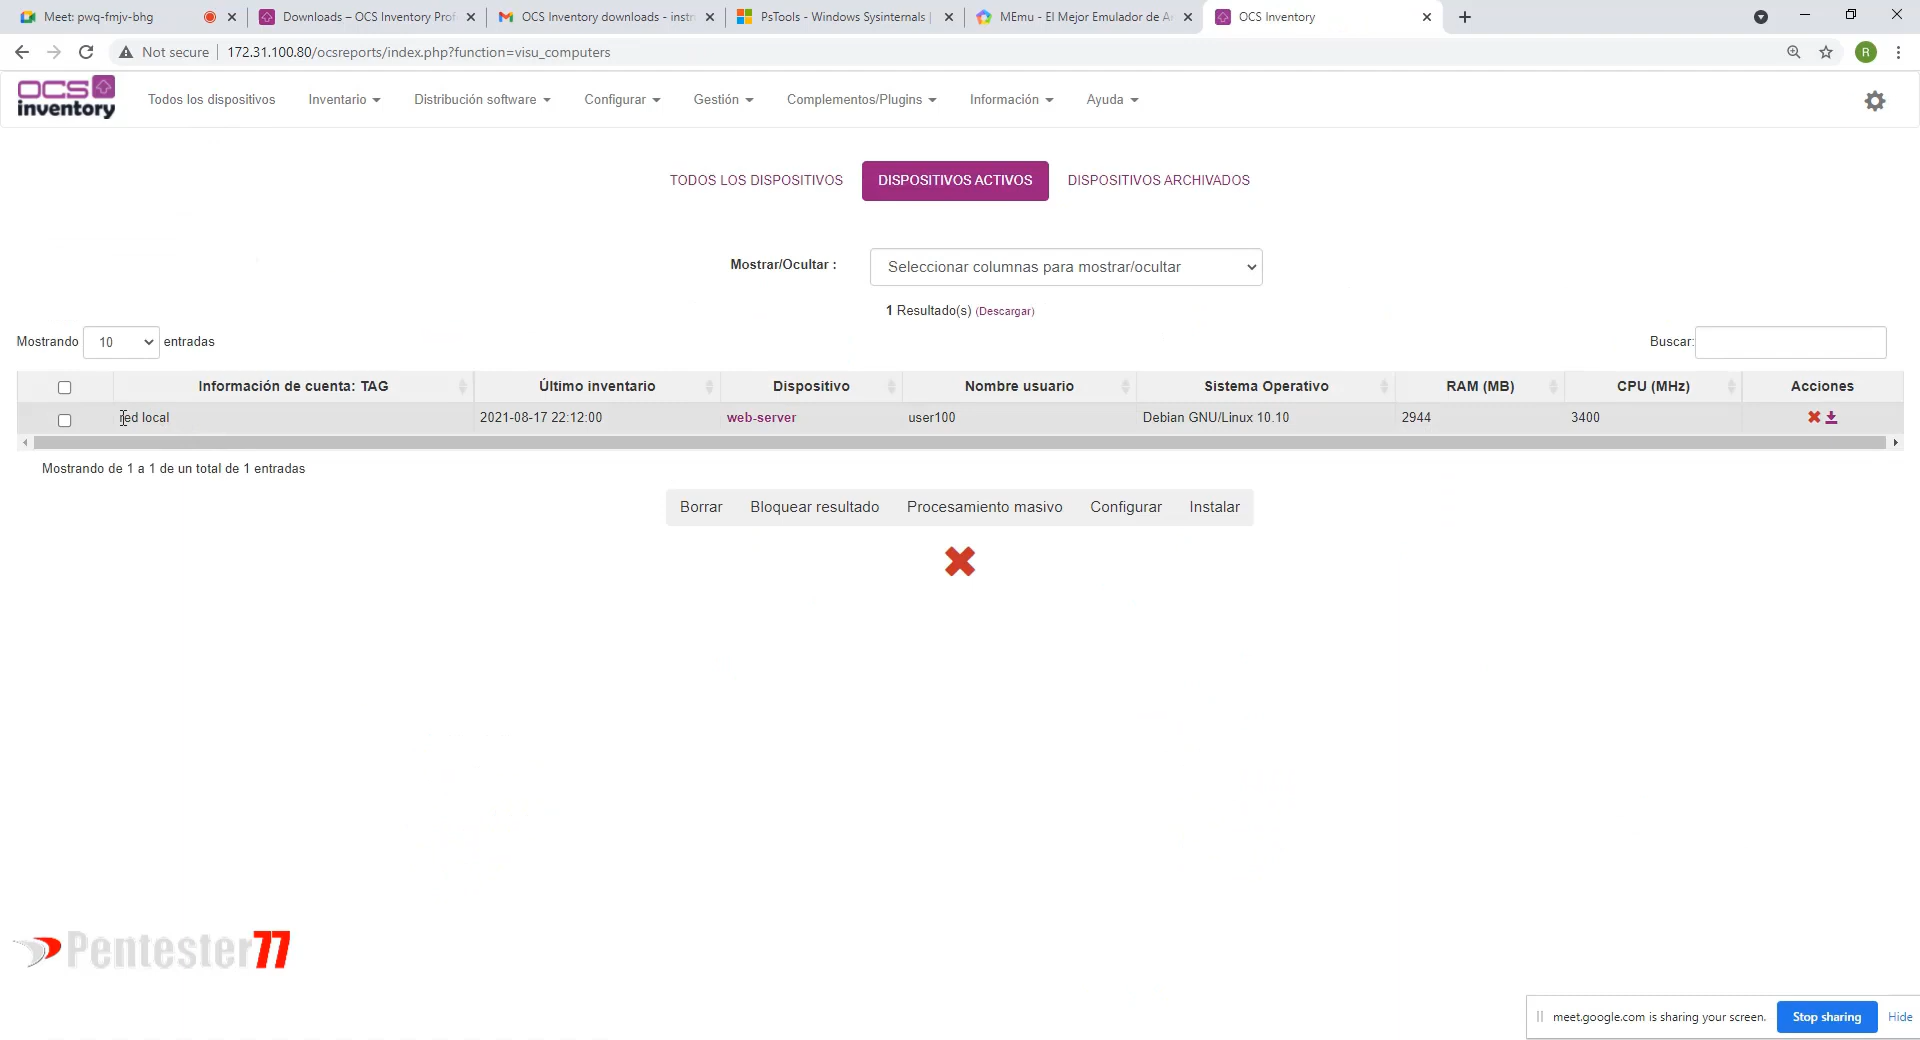 Meet: pwq-fmjv-bhg
Downloads – OCS Inventory Prof
OCS Inventory downloads - instr
PsTools - Windows Sysinternals |
MEmu - El Mejor Emulador de A
OCS Inventory
Not secure
172.31.100.80/ocsreports/index.php?function=visu_computers
R
OCS inventory
Todos los dispositivos
Inventario
Distribución software
Configurar
Gestión
Complementos/Plugins
Información
Ayuda
TODOS LOS DISPOSITIVOS
DISPOSITIVOS ACTIVOS
DISPOSITIVOS ARCHIVADOS
Mostrar/Ocultar :
Seleccionar columnas para mostrar/ocultar
1 Resultado(s) (Descargar)
Mostrando 10 entradas
Buscar:
Información de cuenta: TAG
Último inventario
Dispositivo
Nombre usuario
Sistema Operativo
RAM (MB)
CPU (MHz)
Acciones
red local
2021-08-17 22:12:00
web-server
user100
Debian GNU/Linux 10.10
2944
3400
Mostrando de 1 a 1 de un total de 1 entradas
Borrar
Bloquear resultado
Procesamiento masivo
Configurar
Instalar
Pentester77
meet.google.com is sharing your screen.
Stop sharing
Hide